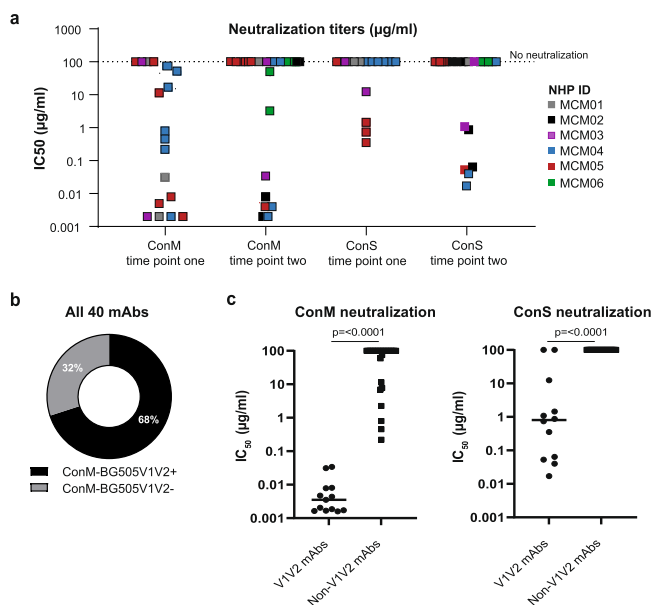 a
Neutralization titers (µg/ml)
IC50 (µg/ml)
1000
100
10
1
0.1
0.01
0.001
No neutralization
NHP ID
MCM01
MCM02
MCM03
MCM04
MCM05
MCM06
ConM
time point one
ConM
time point two
ConS
time point one
ConS
time point two
b
All 40 mAbs
32%
68%
ConM-BG505V1V2+
ConM-BG505V1V2-
c
ConM neutralization
p=<0.0001
IC50 (µg/ml)
100
10
1
0.1
0.01
0.001
V1V2 mAbs
Non-V1V2 mAbs
ConS neutralization
p=<0.0001
IC50 (µg/ml)
100
10
1
0.1
0.01
0.001
V1V2 mAbs
Non-V1V2 mAbs